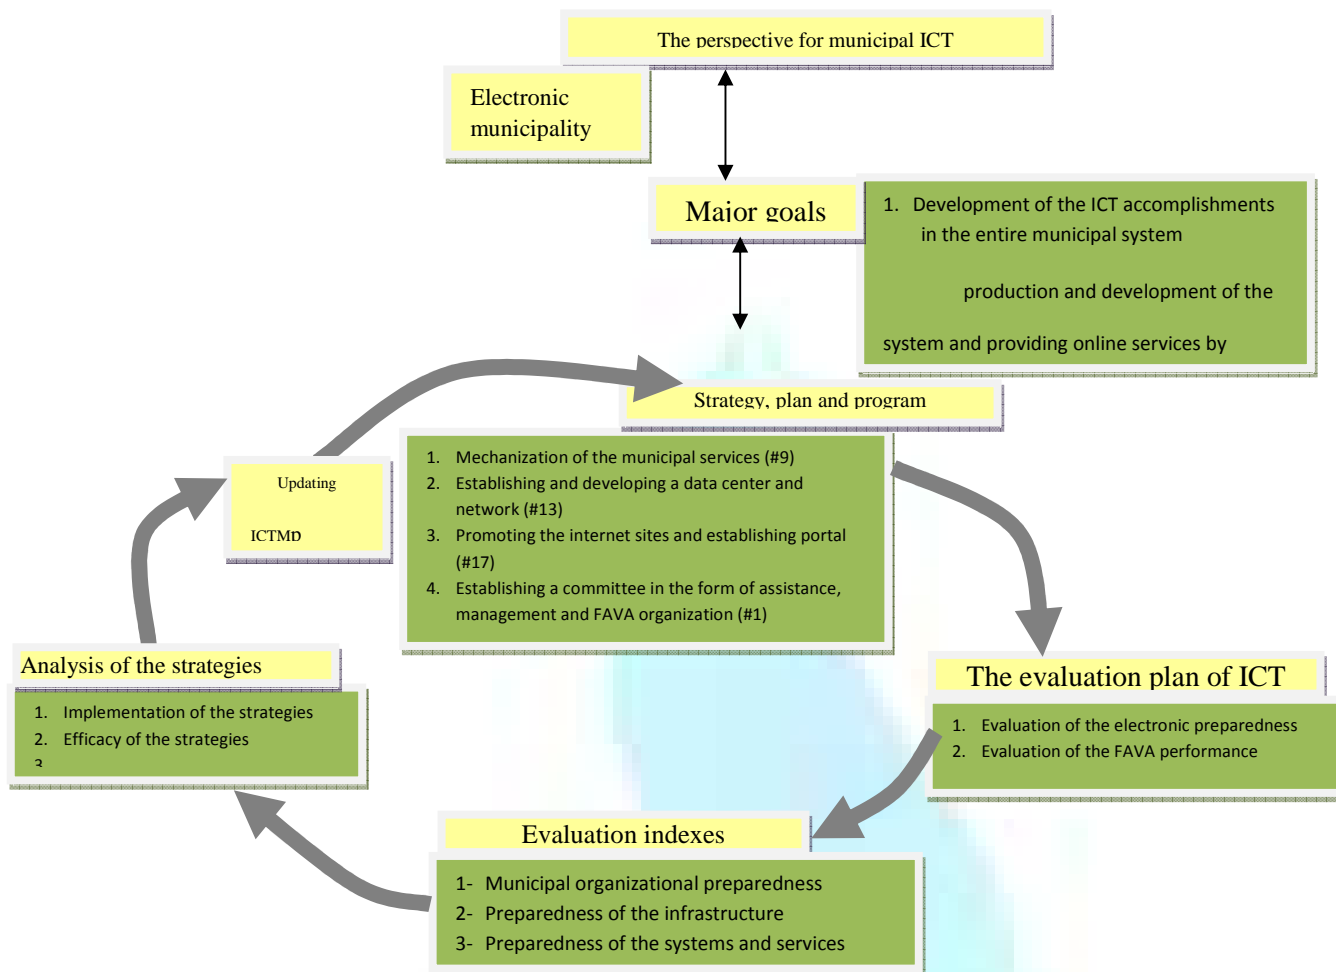 The perspective for municipal ICT
Electronic
municipality
Major goals
1. Development of the ICT accomplishments
in the entire municipal system
production and development of the
system and providing online services by
Strategy, plan and program
1. Mechanization of the municipal services (#9)
2. Establishing and developing a data center and
network (#13)
3. Promoting the internet sites and establishing portal
(#17)
4. Establishing a committee in the form of assistance,
management and FAVA organization (#1)
Updating
ICTMP
Analysis of the strategies
1. Implementation of the strategies
2. Efficacy of the strategies
3
The evaluation plan of ICT
1. Evaluation of the electronic preparedness
2. Evaluation of the FAVA performance
Evaluation indexes
1- Municipal organizational preparedness
2- Preparedness of the infrastructure
3- Preparedness of the systems and services